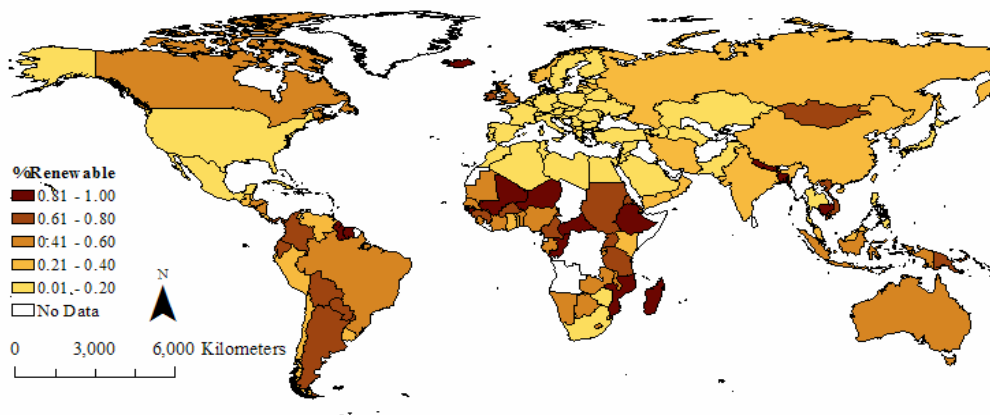 %Renewable
0.81 - 1.00
0.61 - 0.80
0.41 - 0.60
0.21 - 0.40
0.01 - 0.20
No Data
N
0 3,000 6,000 Kilometers